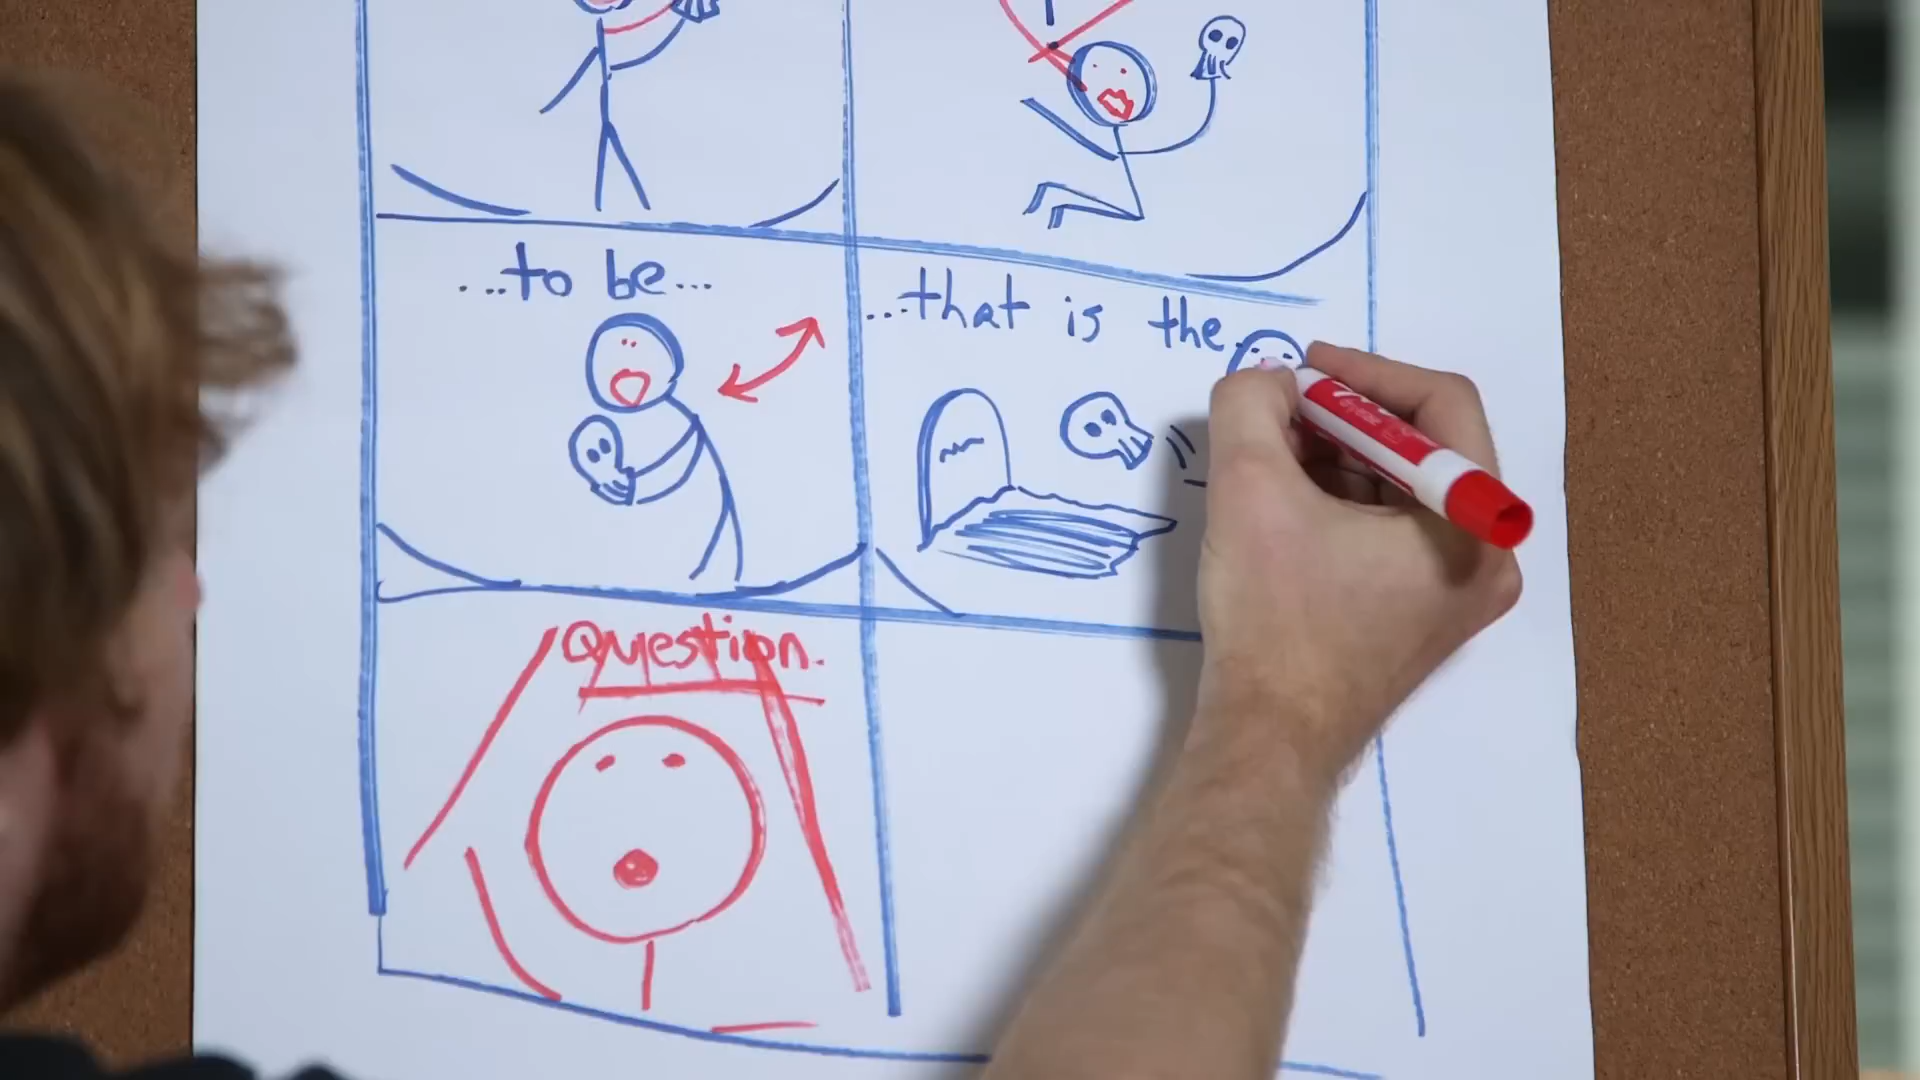 ...to be...
...that is the
Question.